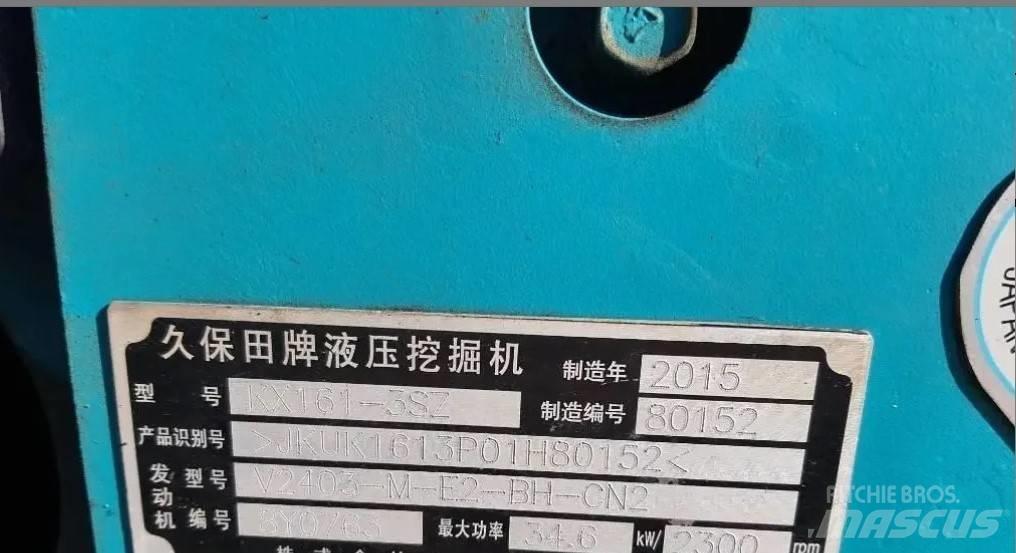 JAPAN
久保田牌液压挖掘机
制造年 2015
型号 KX161-3SZ
制造编号 80152
产品识别号 >JKUK1613P01H80152<
发动机 型号 V2403-M-E2-BH-CN2
编号
最大功率 34.6 kW/ 2300 rpm
RITCHIE BROS.
MASCUS